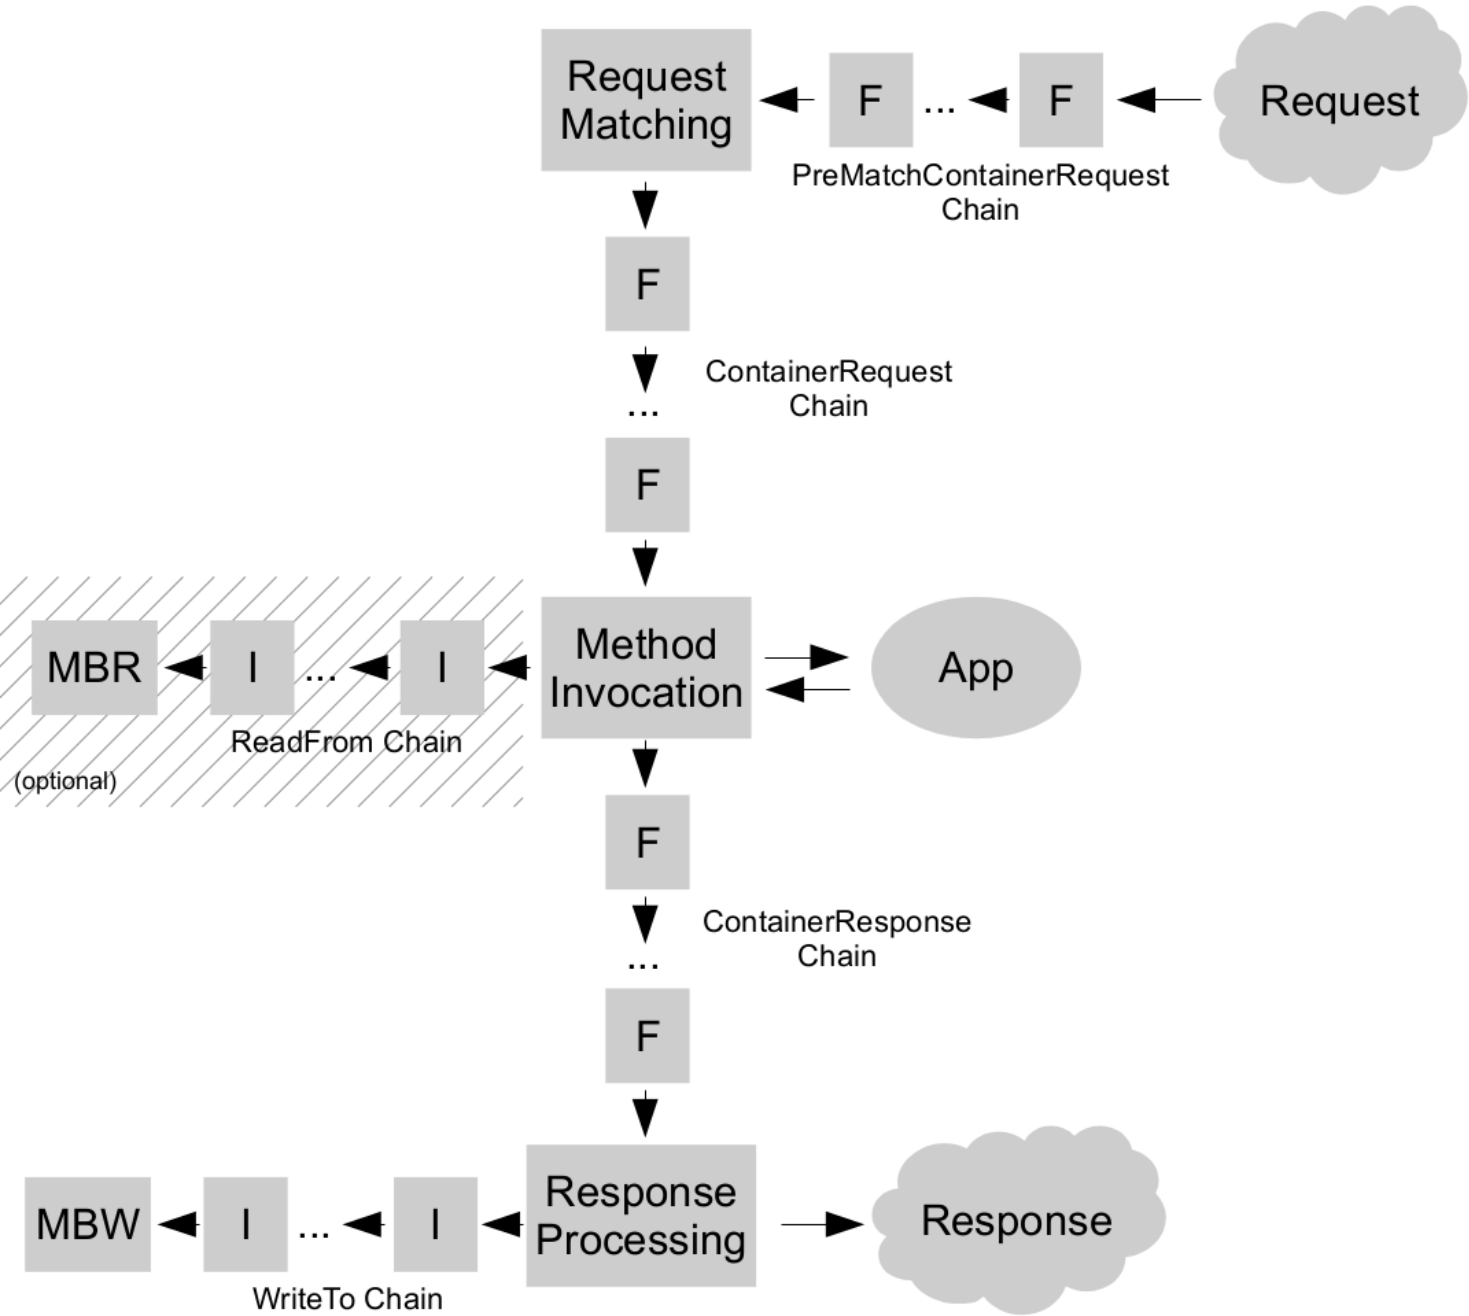 Request
Matching
F
...
F
Request
PreMatchContainerRequest
Chain
F
ContainerRequest
Chain
...
F
MBR
I
...
I
Method
Invocation
App
ReadFrom Chain
(optional)
F
ContainerResponse
Chain
...
F
MBW
I
...
I
Response
Processing
Response
WriteTo Chain